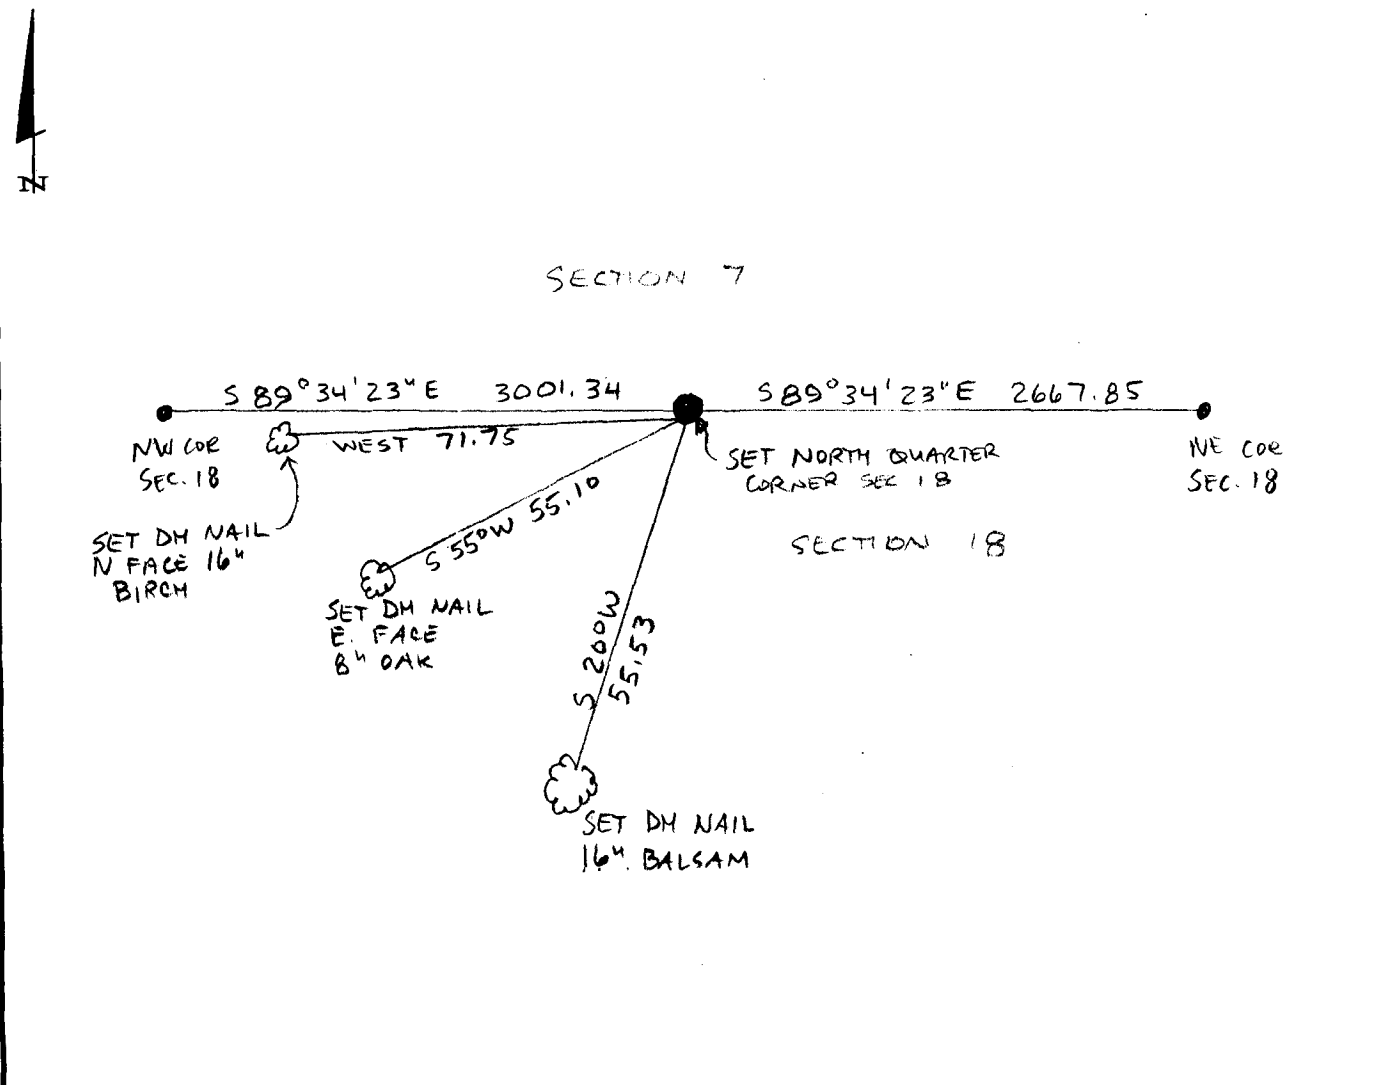 N
SECTION 7
S 89°34'23"E 3001.34
S 89°34'23"E 2667.85
NW COR
SEC. 18
WEST 71.75
SET NORTH QUARTER
CORNER SEC 18
NE COR
SEC. 18
SET DH NAIL
N FACE 16"
BIRCH
S 55°W 55.10
SECTION 18
SET DH NAIL
E. FACE
8" OAK
S 20°W
55.53
SET DH NAIL
16". BALSAM